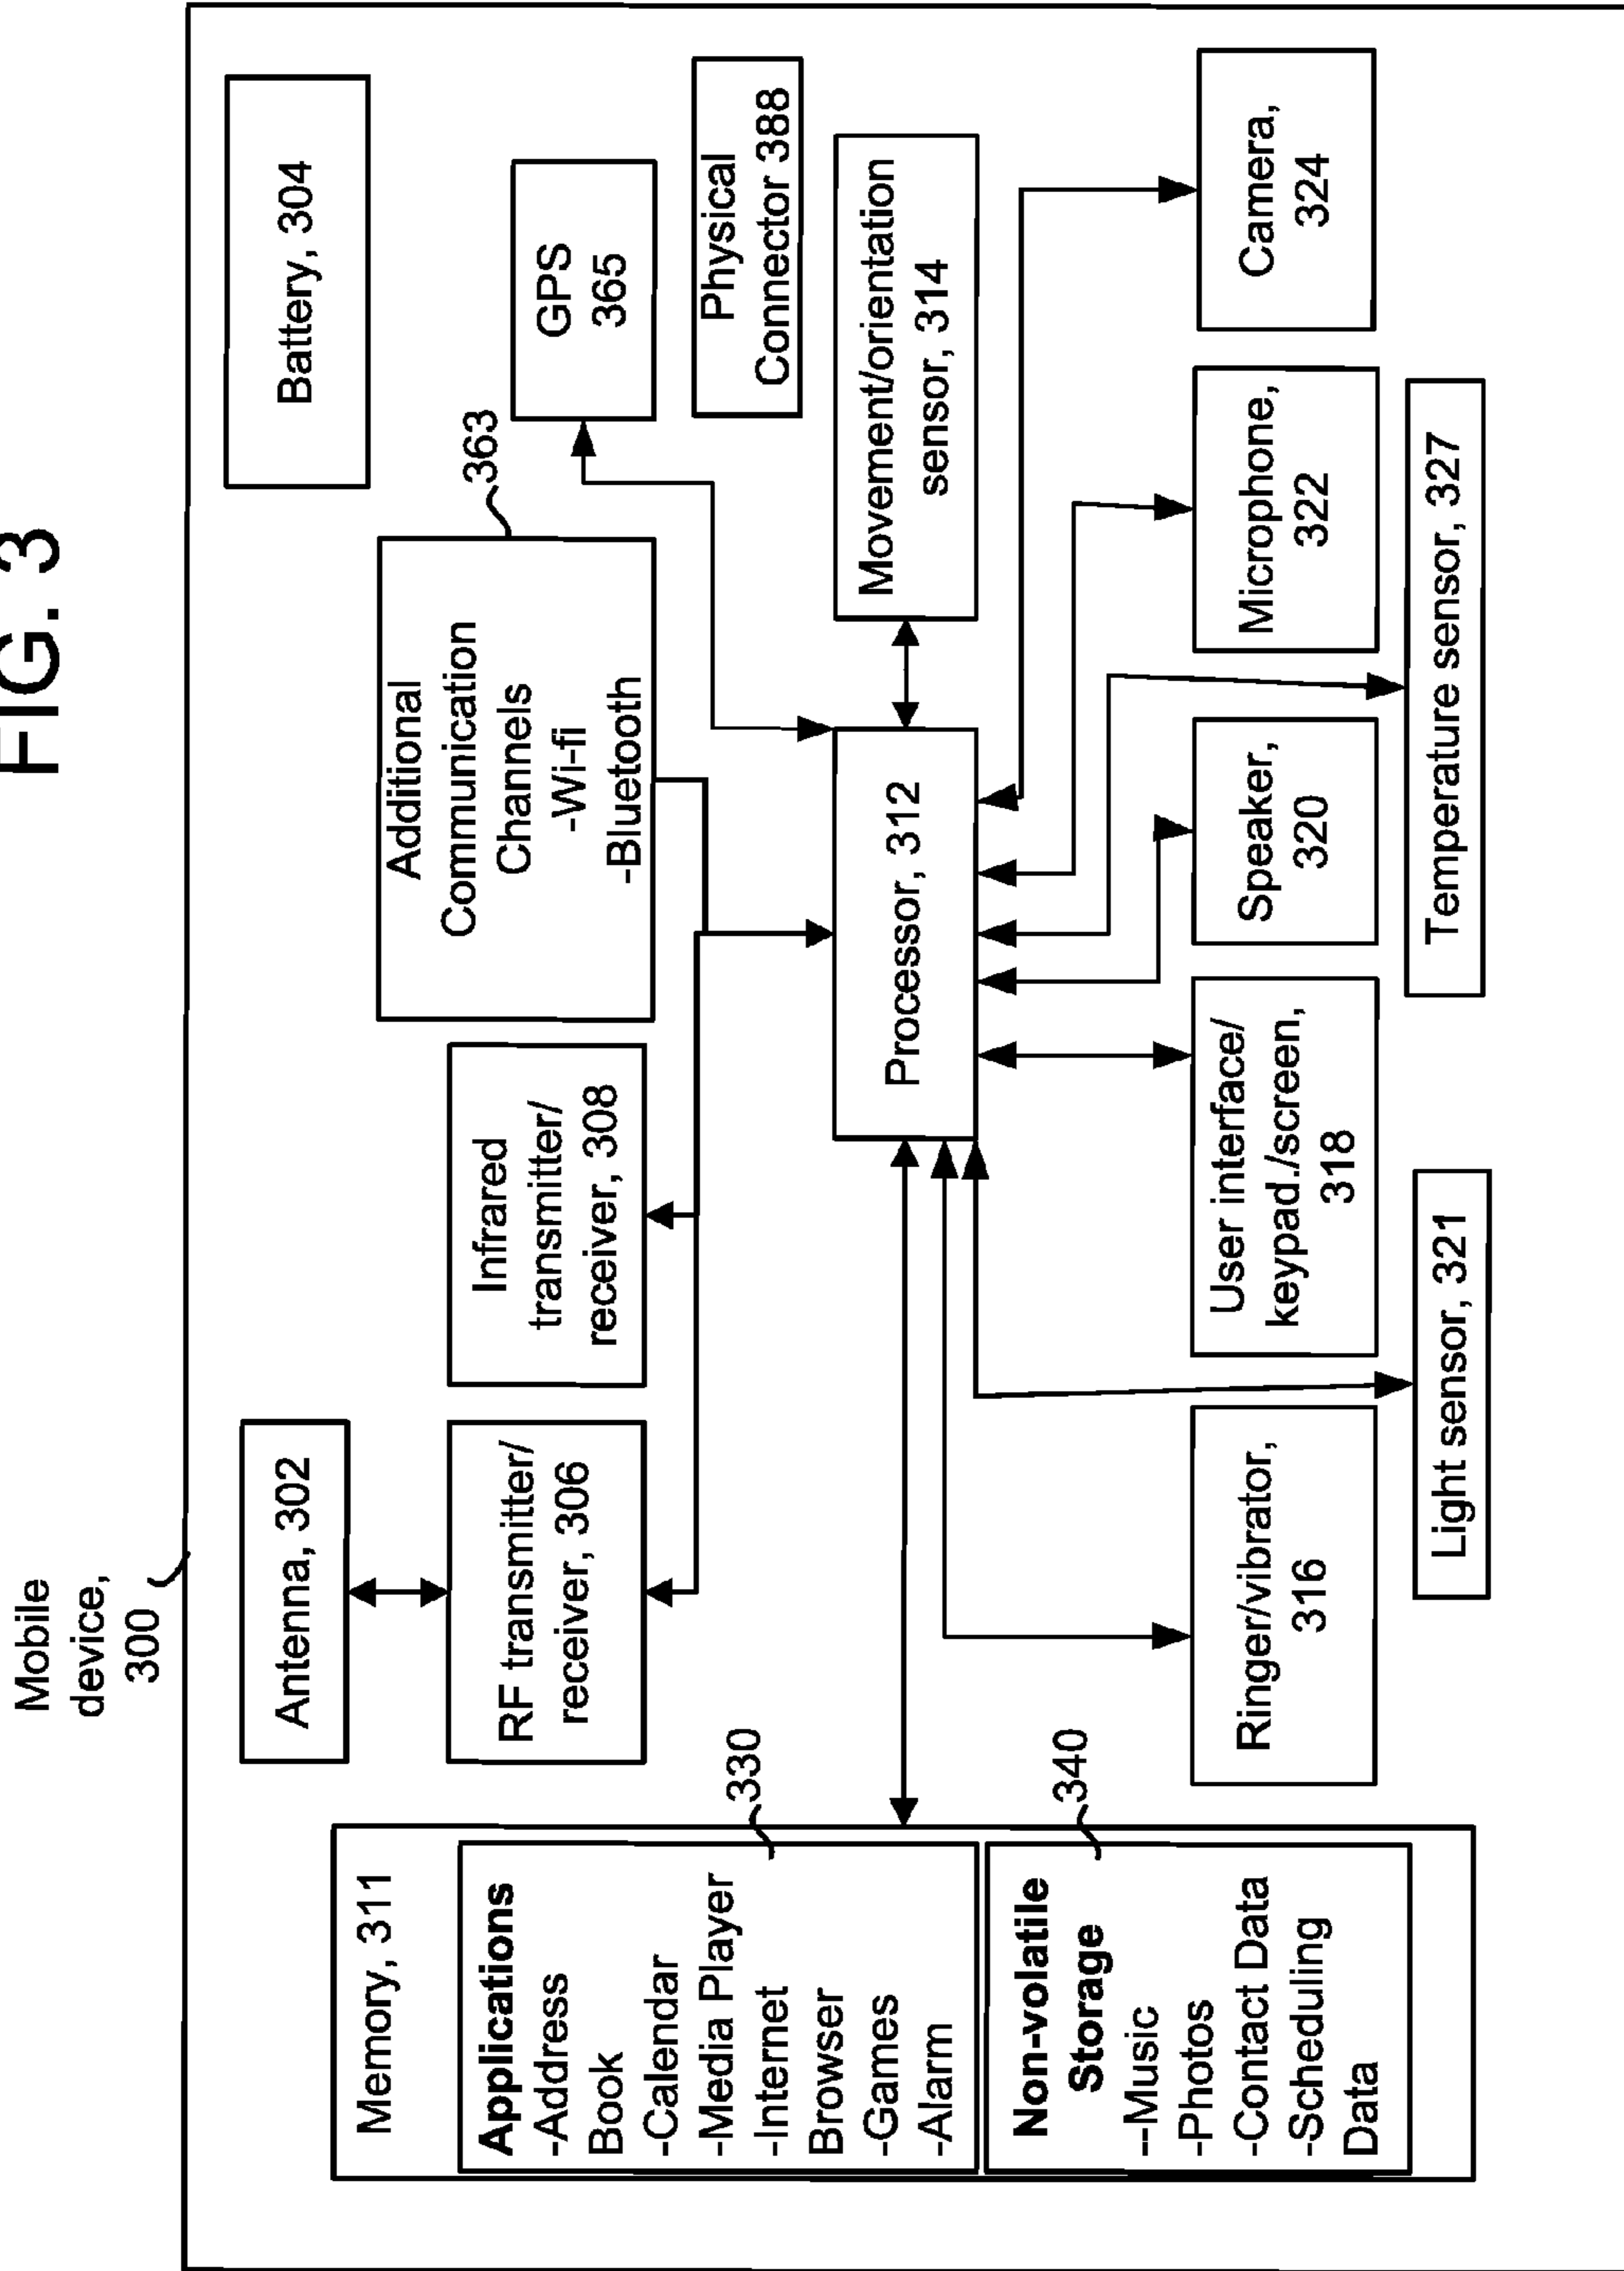 FIG. 3
Mobile
device,
300
Memory, 311
Applications
-Address
Book
-Calendar
-Media Player
-Internet
Browser
-Games
-Alarm
330
Non-volatile
Storage
--Music
-Photos
-Contact Data
-Scheduling
Data
340
Antenna, 302
RF transmitter/
receiver, 306
Infrared
transmitter/
receiver, 308
Additional
Communication
Channels
-Wi-fi
-Bluetooth
363
Battery, 304
GPS
365
Physical
Connector 388
Processor, 312
Movement/orientation
sensor, 314
Ringer/vibrator,
316
User interface/
keypad./screen,
318
Speaker,
320
Microphone,
322
Camera,
324
Light sensor, 321
Temperature sensor, 327